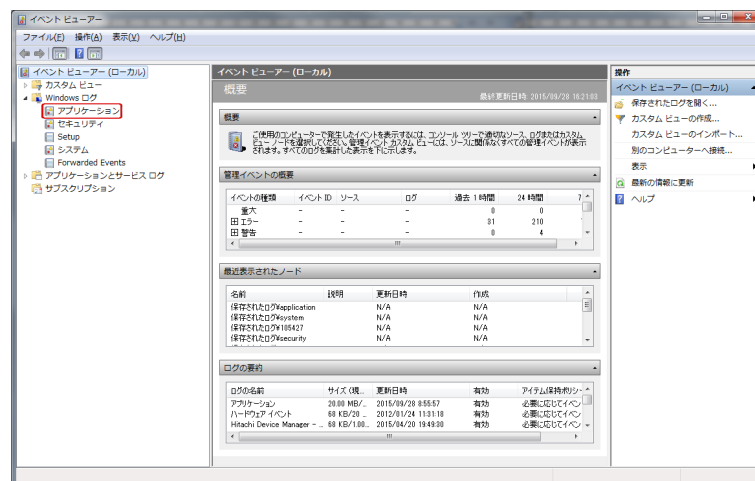 イベント ビューアー
ファイル(F) 操作(A) 表示(V) ヘルプ(H)
イベント ビューアー (ローカル)
カスタム ビュー
Windows ログ
アプリケーション
セキュリティ
Setup
システム
Forwarded Events
アプリケーションとサービス ログ
サブスクリプション
イベント ビューアー (ローカル)
概要
最終更新日時: 2015/09/28 16:31:03
概要
ご使用のコンピューターで発生したイベントを表示するには、コンソール ツリーで適切なソース、ログまたはカスタム
ビュー ノードを選択してください。管理イベント カスタム ビューには、ソースに関係なくすべての管理イベントが表示
されます。すべてのログを集計した表示を下に示します。
管理イベントの概要
イベントの種類 イベント ID ソース ログ 過去 1 時間 24 時間 7
重大 - - - 0 0
エラー - - - 31 210
警告 - - - 0 4
最近表示されたノード
名前 説明 更新日時 作成
保存されたログ¥application N/A N/A
保存されたログ¥system N/A N/A
保存されたログ¥105427 N/A N/A
保存されたログ¥security N/A N/A
ログの要約
ログの名前 サイズ (現... 更新日時 有効 アイテム保持ポリシー
アプリケーション 20.00 MB/... 2015/09/28 8:55:57 有効 必要に応じてイベン
ハードウェア イベント 68 KB/20 ... 2012/01/24 11:31:18 有効 必要に応じてイベン
Hitachi Device Manager - ... 68 KB/1.00... 2015/04/20 19:49:30 有効 必要に応じてイベン
操作
イベント ビューアー (ローカル)
保存されたログを開く...
カスタム ビューの作成...
カスタム ビューのインポート...
別のコンピューターへ接続...
表示
最新の情報に更新
ヘルプ